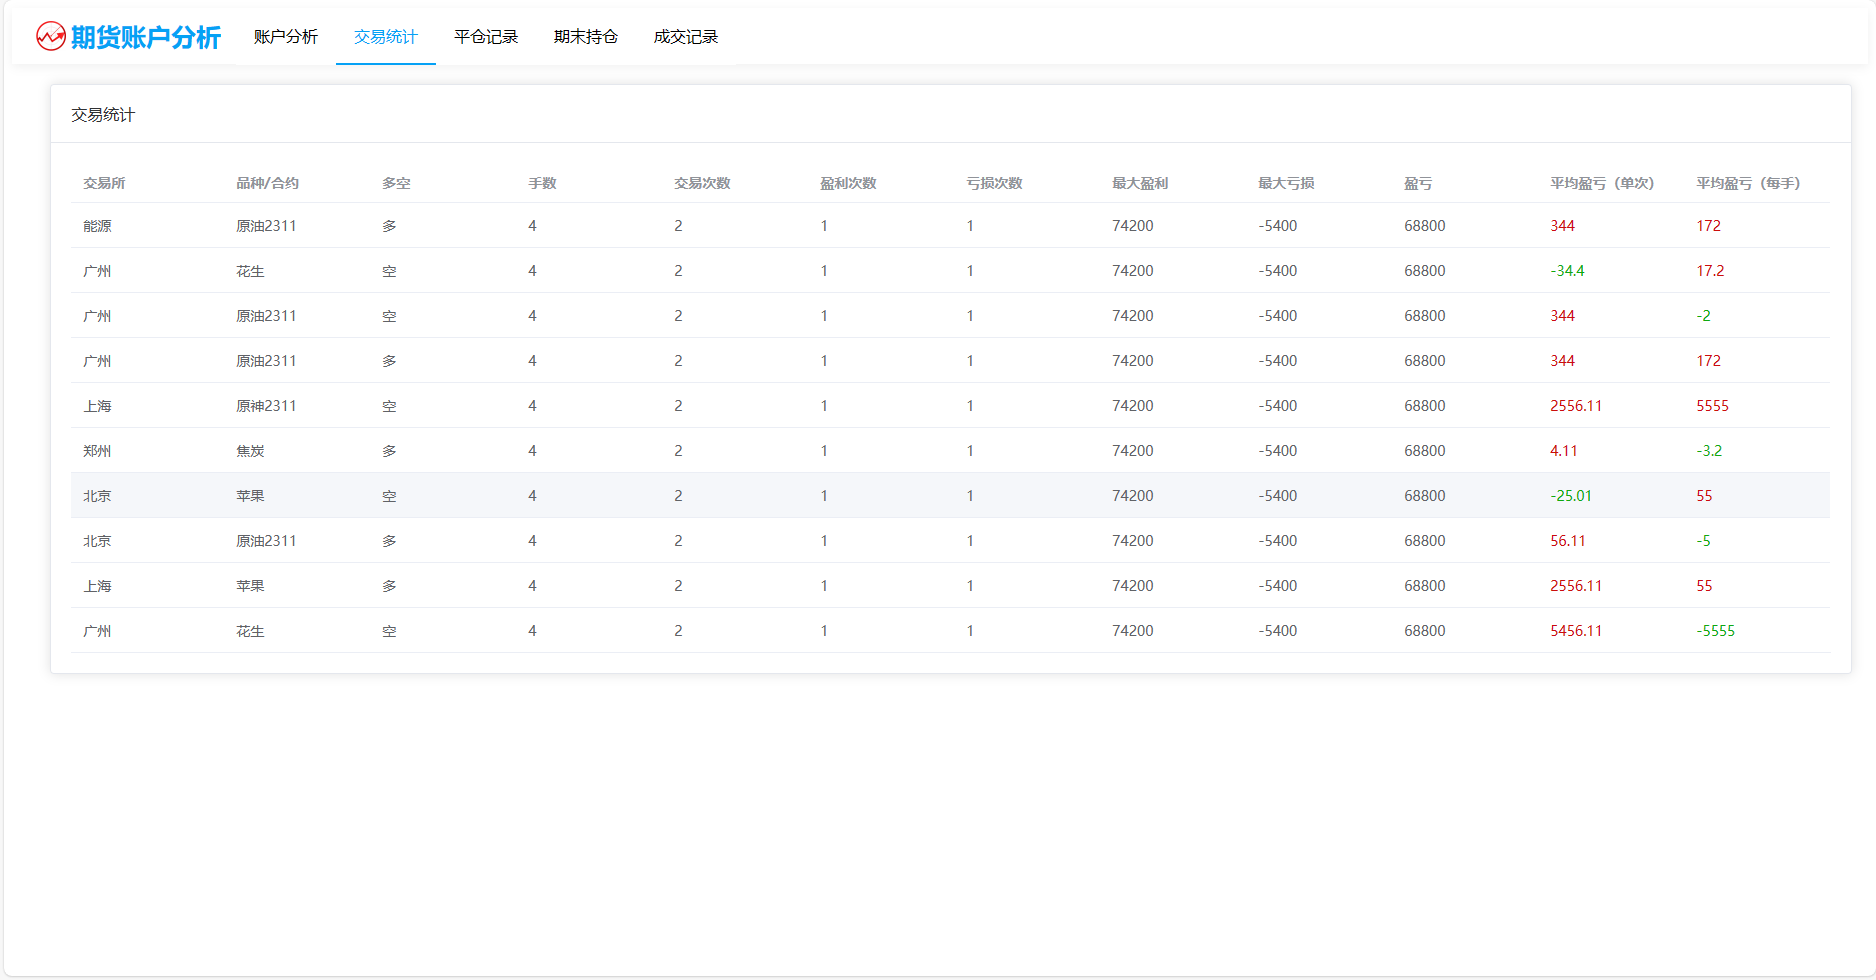 期货账户分析 账户分析 交易统计 平仓记录 期末持仓 成交记录
交易统计
交易所 品种/合约 多空 手数 交易次数 盈利次数 亏损次数 最大盈利 最大亏损 盈亏 平均盈亏（单次） 平均盈亏（每手）
能源 原油2311 多 4 2 1 1 74200 -5400 68800 344 172
广州 花生 空 4 2 1 1 74200 -5400 68800 -34.4 17.2
广州 原油2311 空 4 2 1 1 74200 -5400 68800 344 -2
广州 原油2311 多 4 2 1 1 74200 -5400 68800 344 172
上海 原神2311 空 4 2 1 1 74200 -5400 68800 2556.11 5555
郑州 焦炭 多 4 2 1 1 74200 -5400 68800 4.11 -3.2
北京 苹果 空 4 2 1 1 74200 -5400 68800 -25.01 55
北京 原油2311 多 4 2 1 1 74200 -5400 68800 56.11 -5
上海 苹果 多 4 2 1 1 74200 -5400 68800 2556.11 55
广州 花生 空 4 2 1 1 74200 -5400 68800 5456.11 -5555